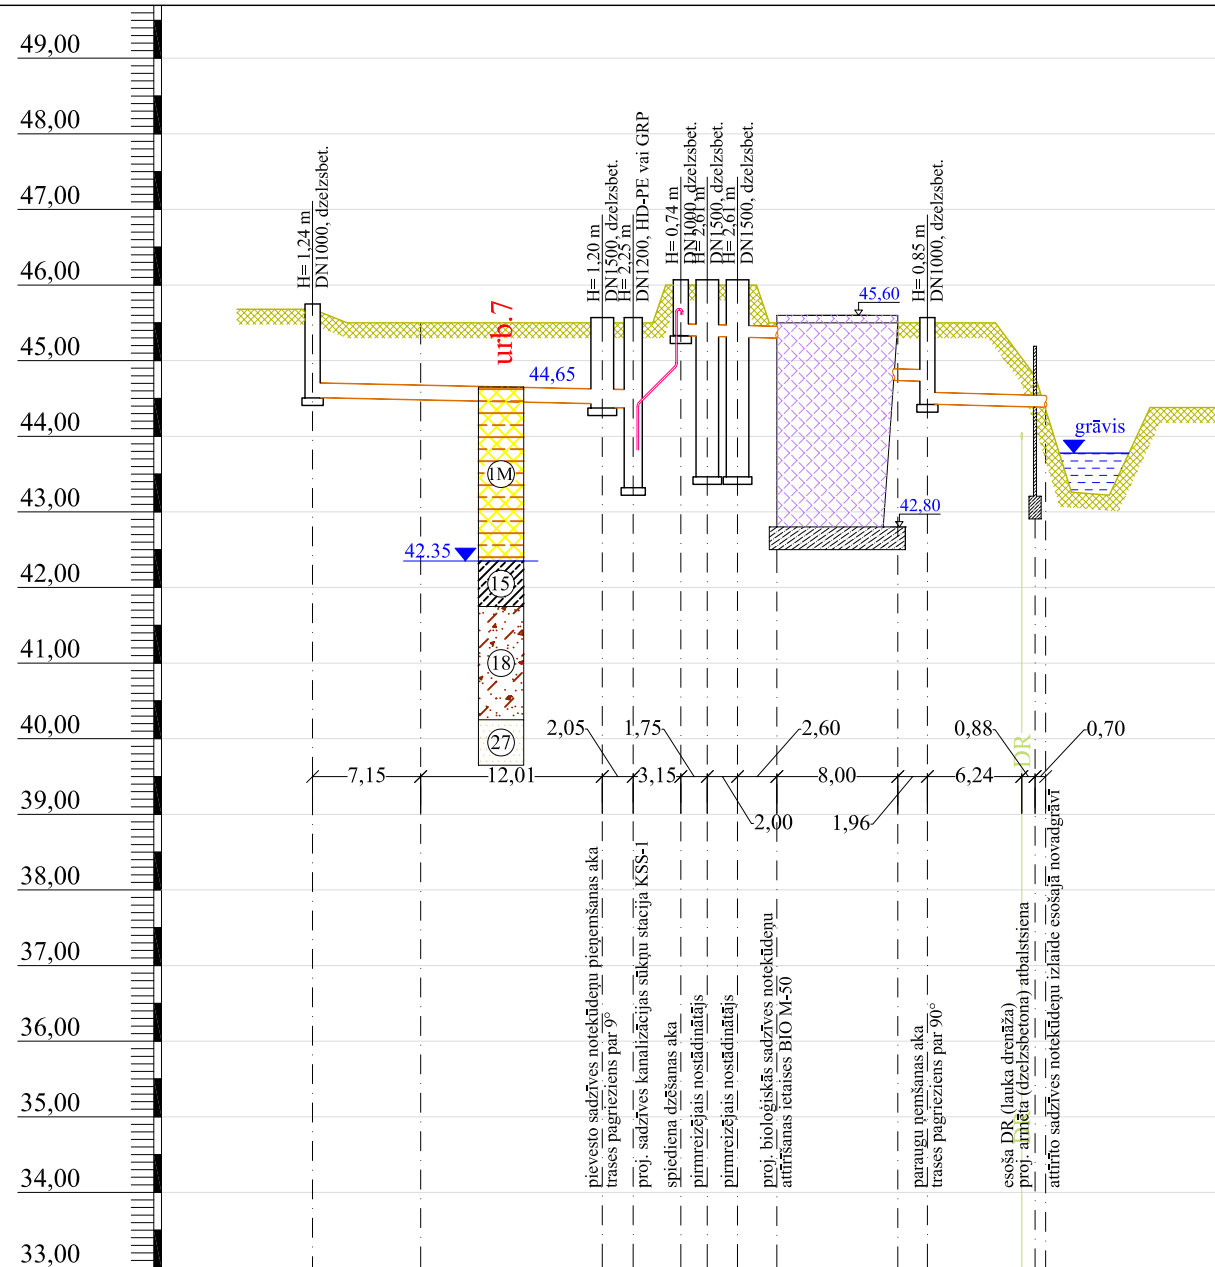 49,00
48,00
47,00
46,00
45,00
44,00
43,00
42,00
41,00
40,00
39,00
38,00
37,00
36,00
35,00
34,00
33,00
H= 1,24 m
DN1000, dzelzsbet.
urb.7
44,65
H= 1,20 m
DN1500, dzelzsbet.
H= 2,25 m
DN1200, HD-PE vai GRP
H= 0,74 m
DN1000, dzelzsbet.
H= 2,61 m
DN1500, dzelzsbet.
H= 2,61 m
DN1500, dzelzsbet.
45,60
H= 0,85 m
DN1000, dzelzsbet.
grāvis
42,80
1M
42.35
15
18
27
2,05
1,75
2,60
0,88
0,70
7,15
12,01
3,15
8,00
6,24
2,00
1,96
DR
DR
pievesto sadzīves notekūdeņu pieņemšanas aka
trases pagrieziens par 9°
proj. sadzīves kanalizācijas sūkņu stacija KSS-1
spiediena dzēšanas aka
pirmreizējais nostādinātājs
pirmreizējais nostādinātājs
proj. bioloģiskās sadzīves notekūdeņu
attīrīšanas ietaises BIO M-50
paraugu ņemšanas aka
trases pagrieziens par 90°
esoša DR (lauka drenāža)
proj. armēta (dzelzsbetona) atbalstsiena
attīrīto sadzīves notekūdeņu izlaide esošajā novadgrāvī